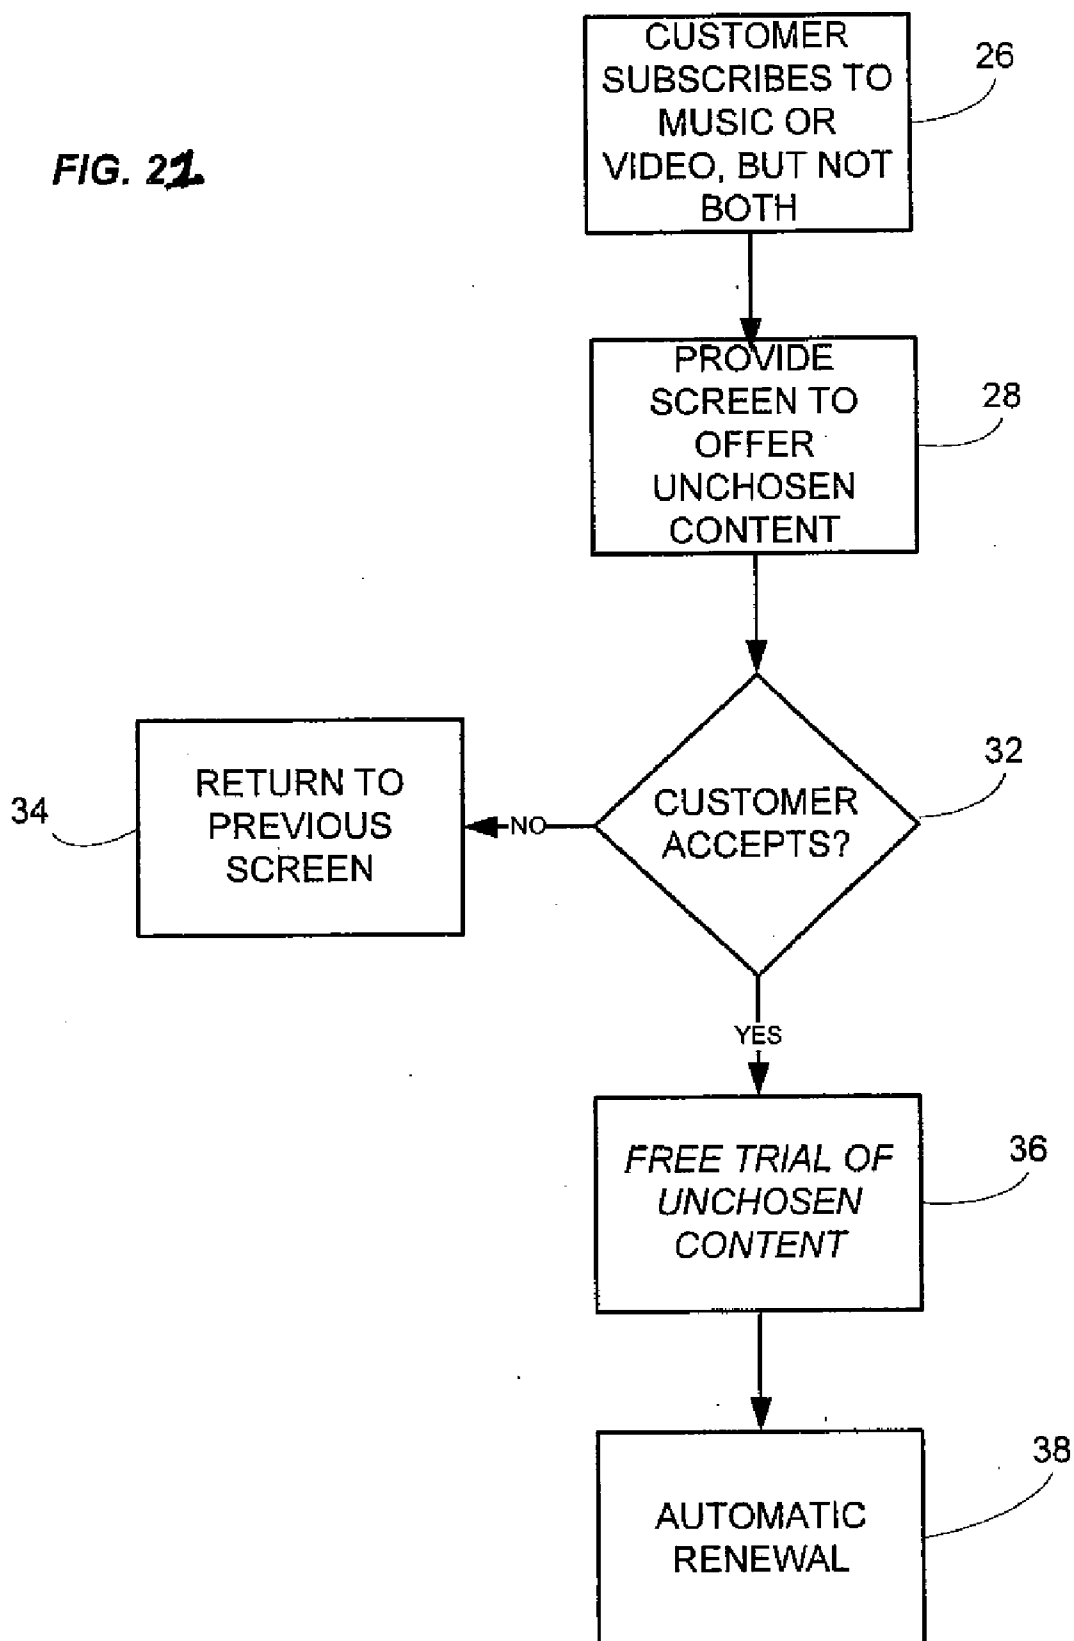 FIG. 21
CUSTOMER
SUBSCRIBES TO
MUSIC OR
VIDEO, BUT NOT
BOTH
26
PROVIDE
SCREEN TO
OFFER
UNCHOSEN
CONTENT
28
CUSTOMER
ACCEPTS?
32
NO
RETURN TO
PREVIOUS
SCREEN
34
YES
FREE TRIAL OF
UNCHOSEN
CONTENT
36
AUTOMATIC
RENEWAL
38